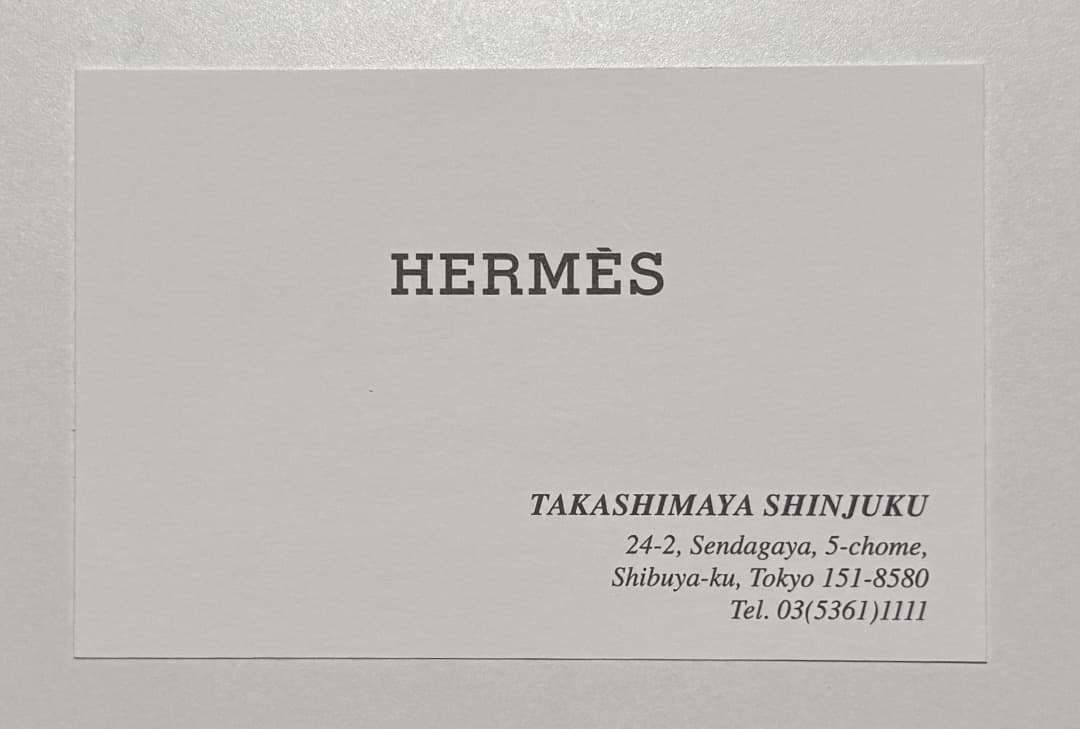 HERMÈS
TAKASHIMAYA SHINJUKU
24-2, Sendagaya, 5-chome,
Shibuya-ku, Tokyo 151-8580
Tel. 03(5361)1111